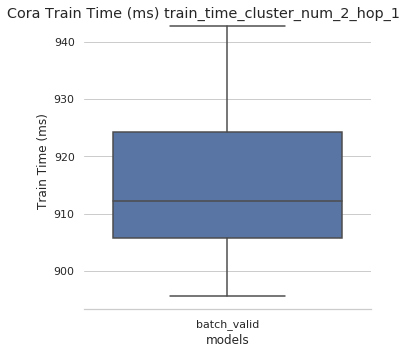 Cora Train Time (ms) train_time_cluster_num_2_hop_1
940
930
920
910
900
Train Time (ms)
batch_valid
models